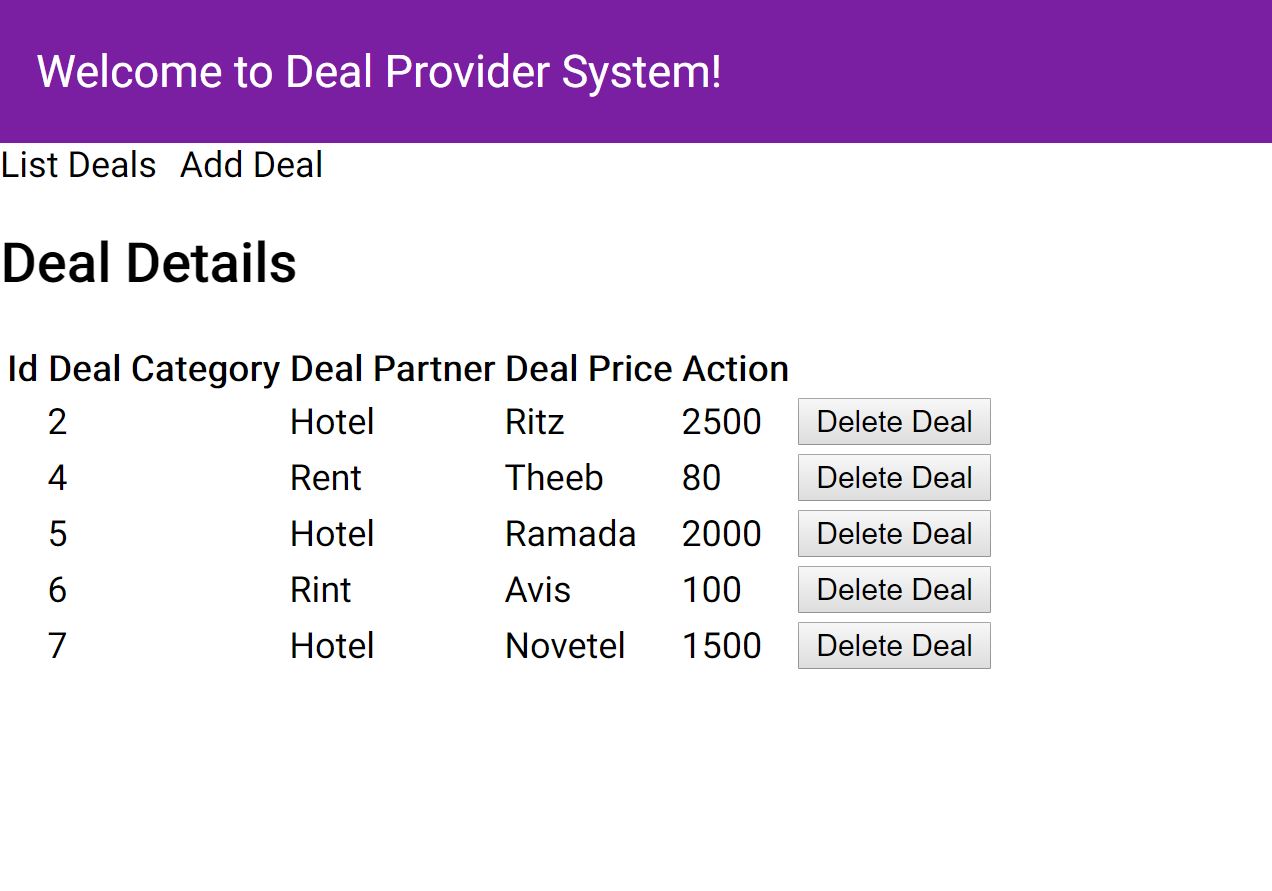 Welcome to Deal Provider System!
List Deals Add Deal
Deal Details
Id Deal Category Deal Partner Deal Price Action
2 Hotel Ritz 2500 Delete Deal
4 Rent Theeb 80 Delete Deal
5 Hotel Ramada 2000 Delete Deal
6 Rint Avis 100 Delete Deal
7 Hotel Novetel 1500 Delete Deal